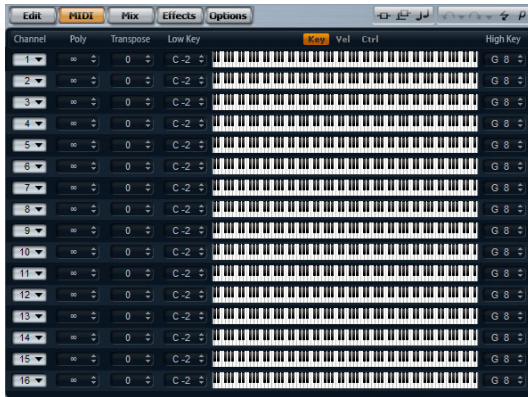 Edit MIDI Mix Effects Options
Channel Poly Transpose Low Key Key Vel Ctrl High Key
1 ∞ 0 C -2 G 8
2 ∞ 0 C -2 G 8
3 ∞ 0 C -2 G 8
4 ∞ 0 C -2 G 8
5 ∞ 0 C -2 G 8
6 ∞ 0 C -2 G 8
7 ∞ 0 C -2 G 8
8 ∞ 0 C -2 G 8
9 ∞ 0 C -2 G 8
10 ∞ 0 C -2 G 8
11 ∞ 0 C -2 G 8
12 ∞ 0 C -2 G 8
13 ∞ 0 C -2 G 8
14 ∞ 0 C -2 G 8
15 ∞ 0 C -2 G 8
16 ∞ 0 C -2 G 8